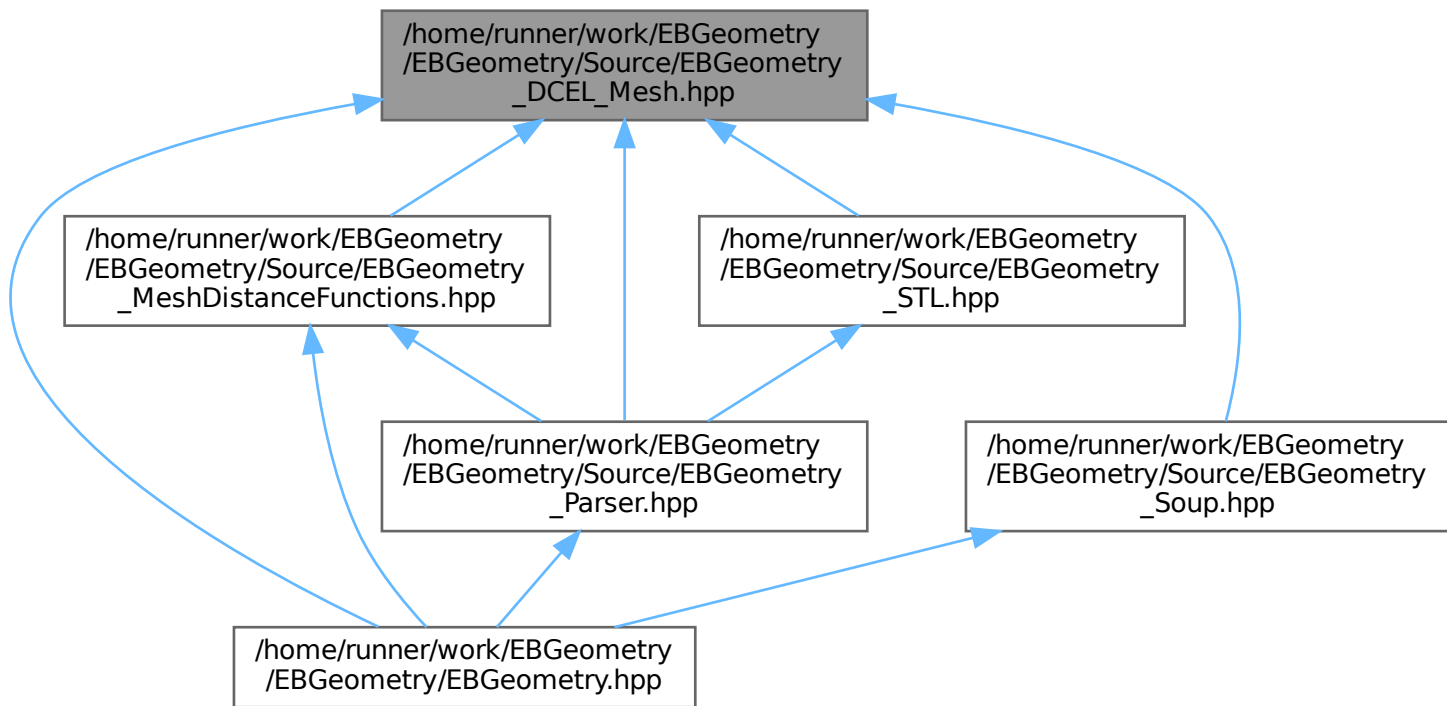 /home/runner/work/EBGeometry
/EBGeometry/Source/EBGeometry
_DCEL_Mesh.hpp
/home/runner/work/EBGeometry
/EBGeometry/Source/EBGeometry
_MeshDistanceFunctions.hpp
/home/runner/work/EBGeometry
/EBGeometry/Source/EBGeometry
_STL.hpp
/home/runner/work/EBGeometry
/EBGeometry/Source/EBGeometry
_Parser.hpp
/home/runner/work/EBGeometry
/EBGeometry/Source/EBGeometry
_Soup.hpp
/home/runner/work/EBGeometry
/EBGeometry/EBGeometry.hpp